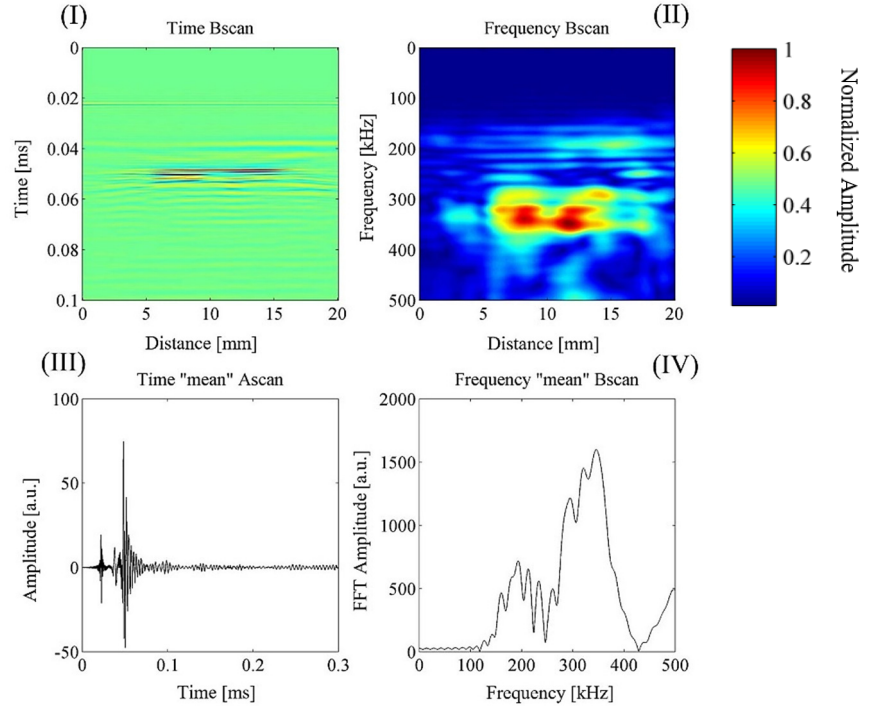 (I)
Time Bscan
0
0.02
0.04
0.06
0.08
0.1
Time [ms]
0 5 10 15 20
Distance [mm]
(II)
Frequency Bscan
0
100
200
300
400
500
Frequency [kHz]
0 5 10 15 20
Distance [mm]
1
0.8
0.6
0.4
0.2
Normalized Amplitude
(III)
Time "mean" Ascan
100
50
0
-50
Amplitude [a.u.]
0 0.1 0.2 0.3
Time [ms]
(IV)
Frequency "mean" Bscan
2000
1500
1000
500
0
FFT Amplitude [a.u.]
0 100 200 300 400 500
Frequency [kHz]